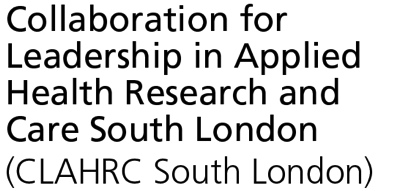 Collaboration for
Leadership in Applied
Health Research and
Care South London
(CLAHRC South London)